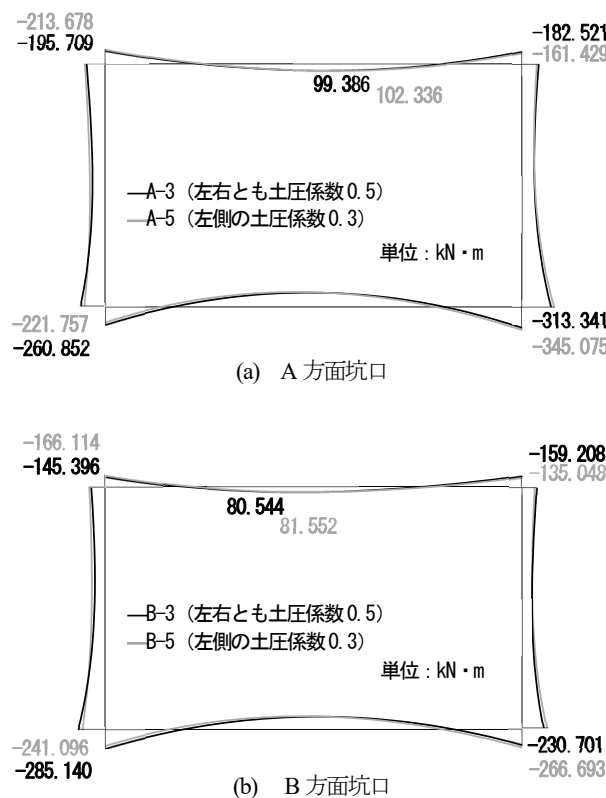 -213.678
-195.709
-182.521
-161.429
99.386
102.336
A-3 (左右とも土圧係数0.5)
A-5 (左側の土圧係数0.3)
単位：kN・m
-221.757
-260.852
-313.341
-345.075
(a) A 方面坑口
-166.114
-145.396
-159.208
-135.048
80.544
81.552
B-3 (左右とも土圧係数0.5)
B-5 (左側の土圧係数0.3)
単位：kN・m
-241.096
-285.140
-230.701
-266.693
(b) B 方面坑口